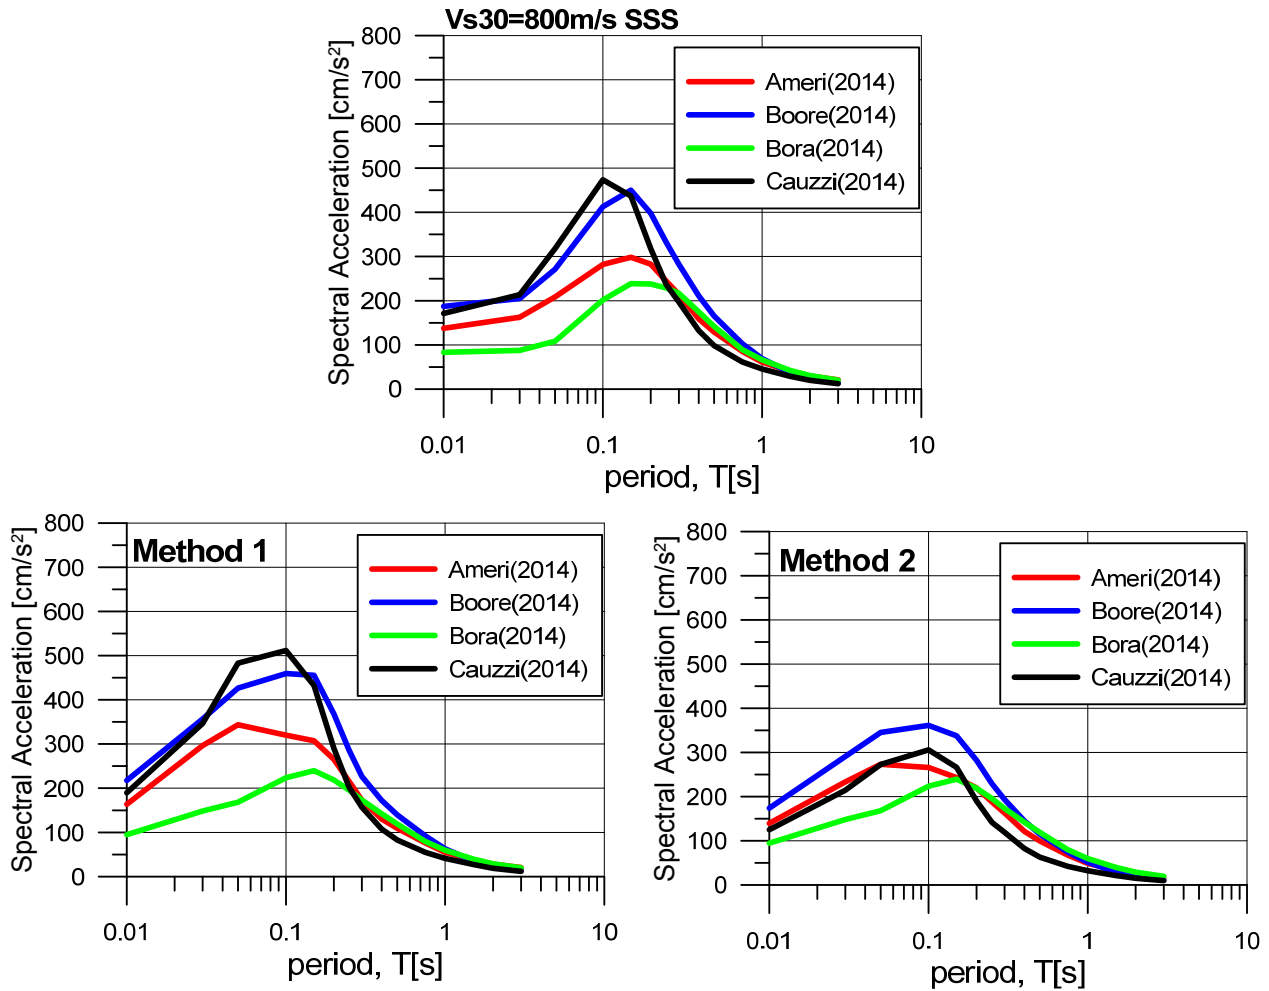 Vs30=800m/s SSS
Spectral Acceleration [cm/s²]
800
700
600
500
400
300
200
100
0
Ameri(2014)
Boore(2014)
Bora(2014)
Cauzzi(2014)
0.01 0.1 1 10
period, T[s]
Method 1
Spectral Acceleration [cm/s²]
800
700
600
500
400
300
200
100
0
Ameri(2014)
Boore(2014)
Bora(2014)
Cauzzi(2014)
0.01 0.1 1 10
period, T[s]
Method 2
Spectral Acceleration [cm/s²]
800
700
600
500
400
300
200
100
0
Ameri(2014)
Boore(2014)
Bora(2014)
Cauzzi(2014)
0.01 0.1 1 10
period, T[s]